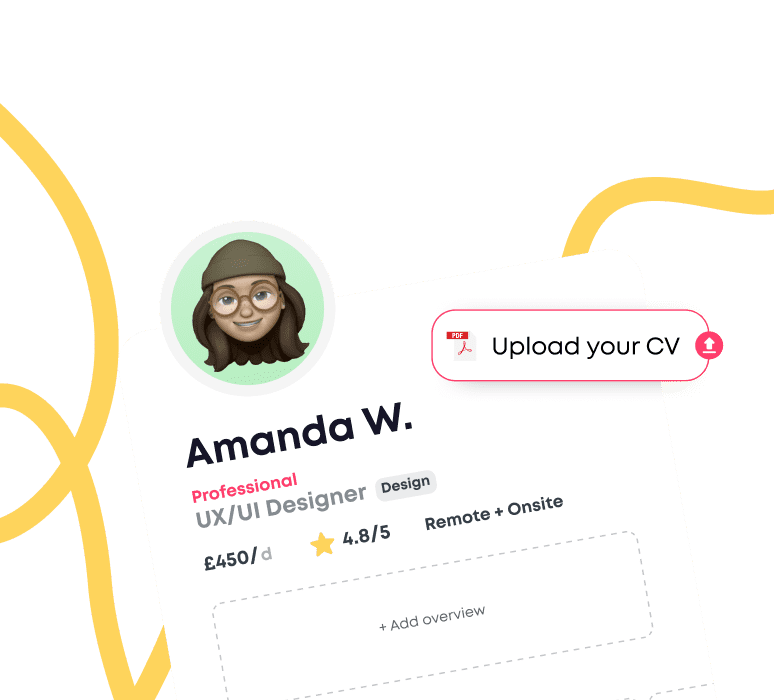 PDF
Upload your CV
Amanda W.
Professional
UX/UI Designer Design
£450/d 4.8/5 Remote + Onsite
+ Add overview